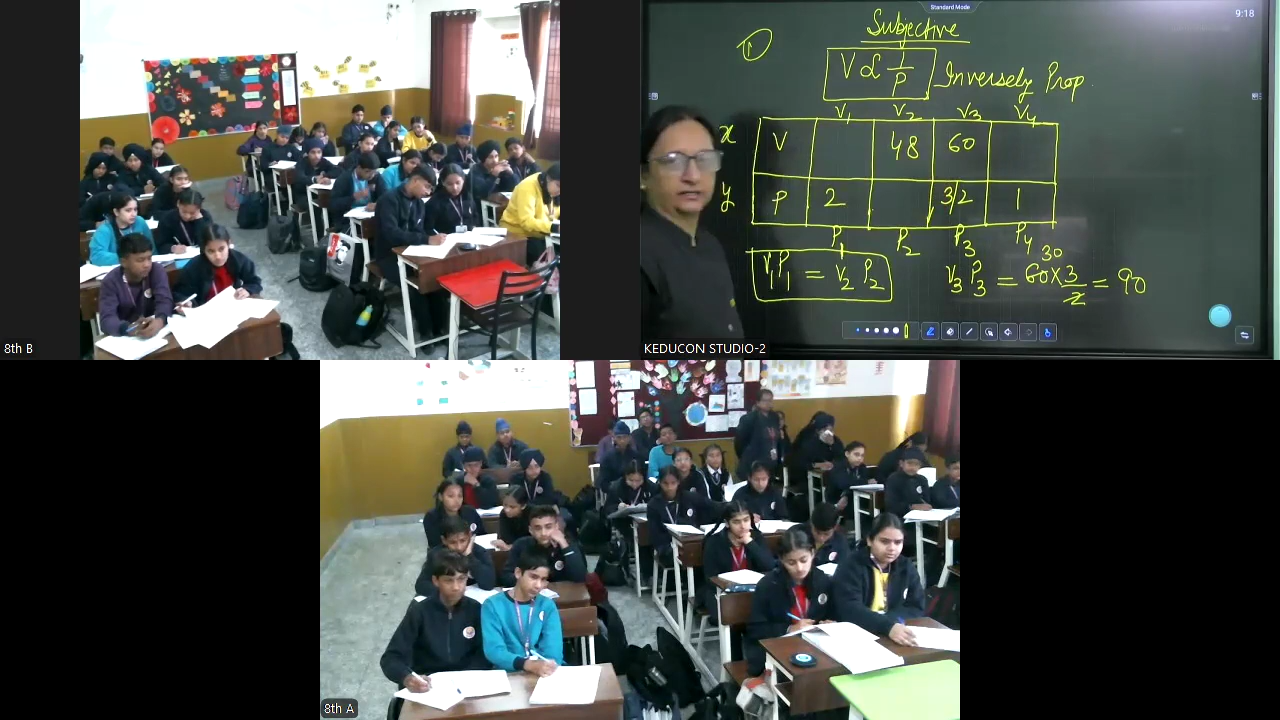 Standard Mode
9:18
Subjective
1
V ∝ 1/P Inversely Prop.
V1 V2 V3 V4
x V 48 60
y P 2 3/2 1
P1 P2 P3 P4
V1P1 = V2P2
30
V3P3 = 60×3/2 = 90
8th B
KEDUCON STUDIO-2
8th A